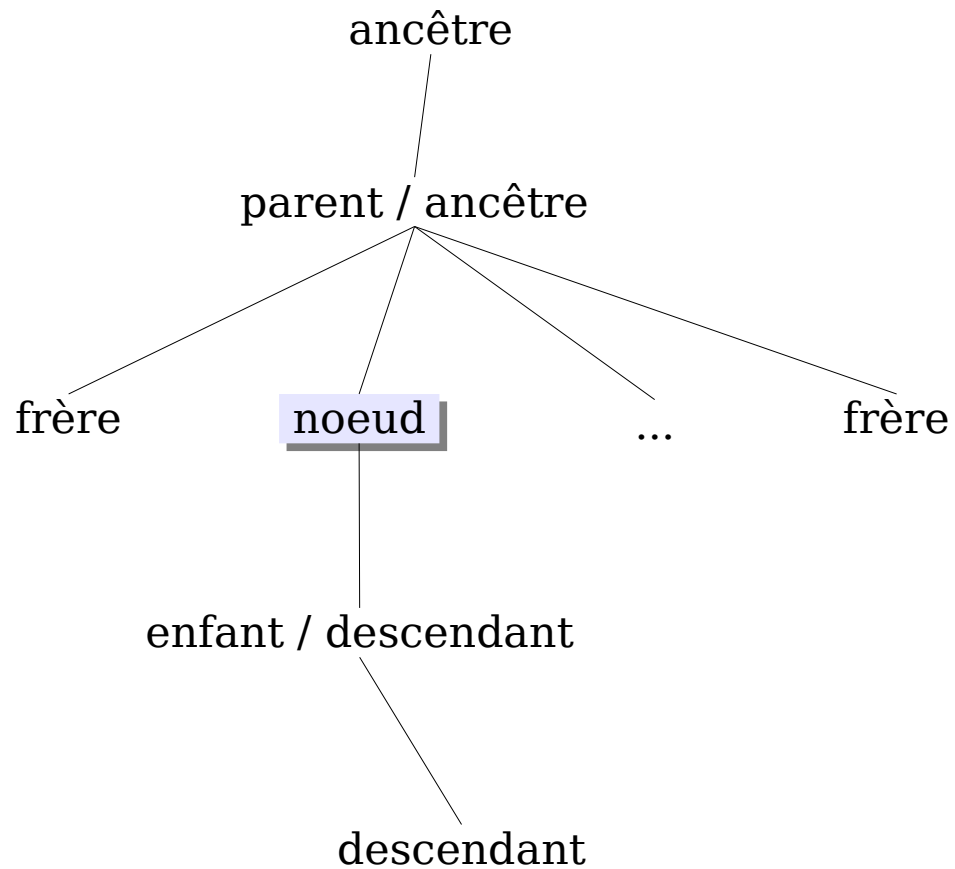 ancêtre
parent / ancêtre
frère noeud ... frère
enfant / descendant
descendant